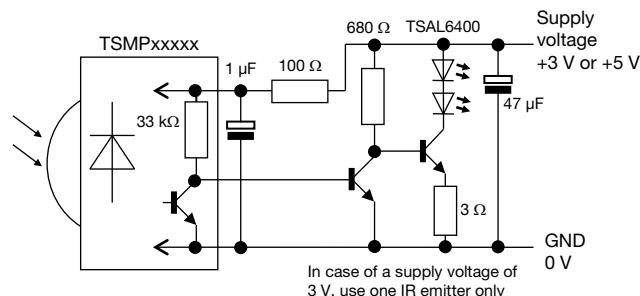 TSMPxxxxx
1 µF
100 Ω
680 Ω
TSAL6400
Supply
voltage
+3 V or +5 V
33 kΩ
47 µF
3 Ω
GND
0 V
In case of a supply voltage of
3 V, use one IR emitter only